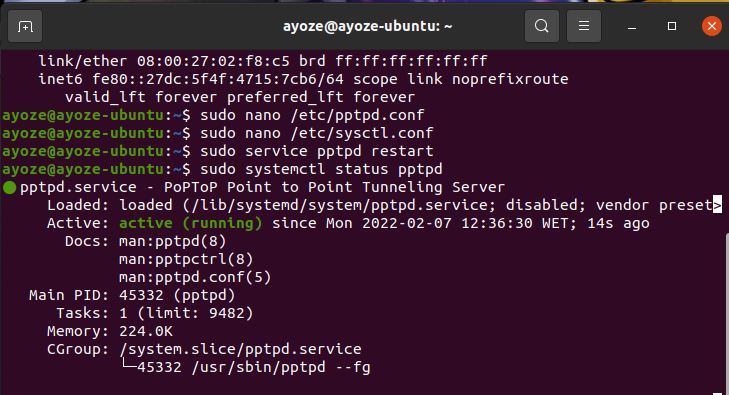 ayoze@ayoze-ubuntu: ~
link/ether 08:00:27:02:f8:c5 brd ff:ff:ff:ff:ff:ff
inet6 fe80::27dc:5f4f:4715:7cb6/64 scope link noprefixroute
valid_lft forever preferred_lft forever
ayoze@ayoze-ubuntu:~$ sudo nano /etc/pptpd.conf
ayoze@ayoze-ubuntu:~$ sudo nano /etc/sysctl.conf
ayoze@ayoze-ubuntu:~$ sudo service pptpd restart
ayoze@ayoze-ubuntu:~$ sudo systemctl status pptpd
● pptpd.service - PoPToP Point to Point Tunneling Server
Loaded: loaded (/lib/systemd/system/pptpd.service; disabled; vendor preset>
Active: active (running) since Mon 2022-02-07 12:36:30 WET; 14s ago
Docs: man:pptpd(8)
man:pptpctrl(8)
man:pptpd.conf(5)
Main PID: 45332 (pptpd)
Tasks: 1 (limit: 9482)
Memory: 224.0K
CGroup: /system.slice/pptpd.service
└─45332 /usr/sbin/pptpd --fg